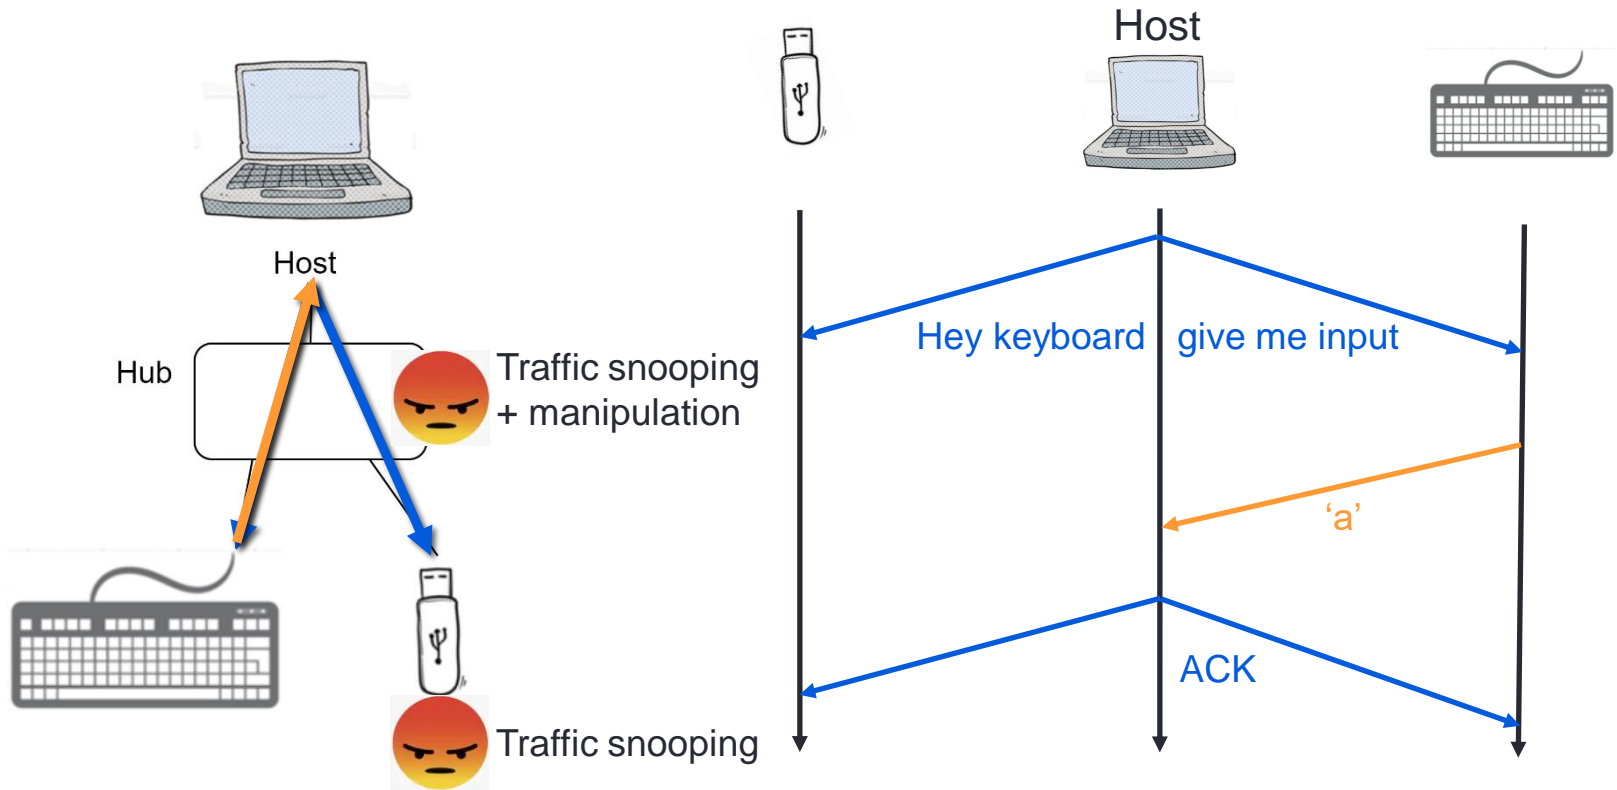 Host
Host
Hub
Traffic snooping
+ manipulation
Traffic snooping
Hey keyboard give me input
‘a’
ACK